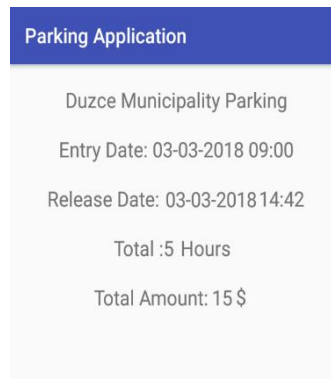 Parking Application
Duzce Municipality Parking
Entry Date: 03-03-2018 09:00
Release Date: 03-03-2018 14:42
Total :5 Hours
Total Amount: 15 $